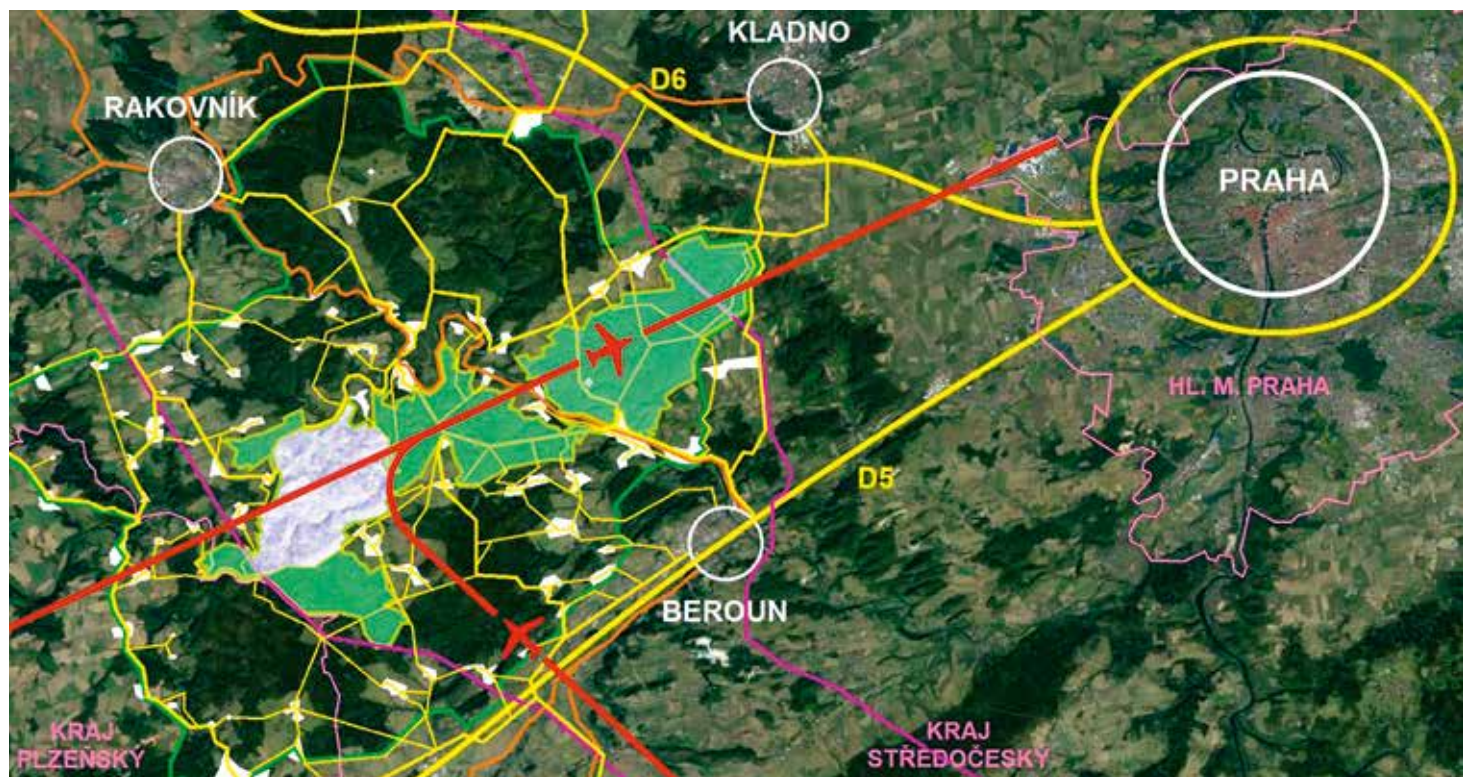 KLADNO
D6
RAKOVNÍK
PRAHA
HL. M. PRAHA
D5
BEROUN
KRAJ
PLZEŇSKÝ
KRAJ
STŘEDOČESKÝ